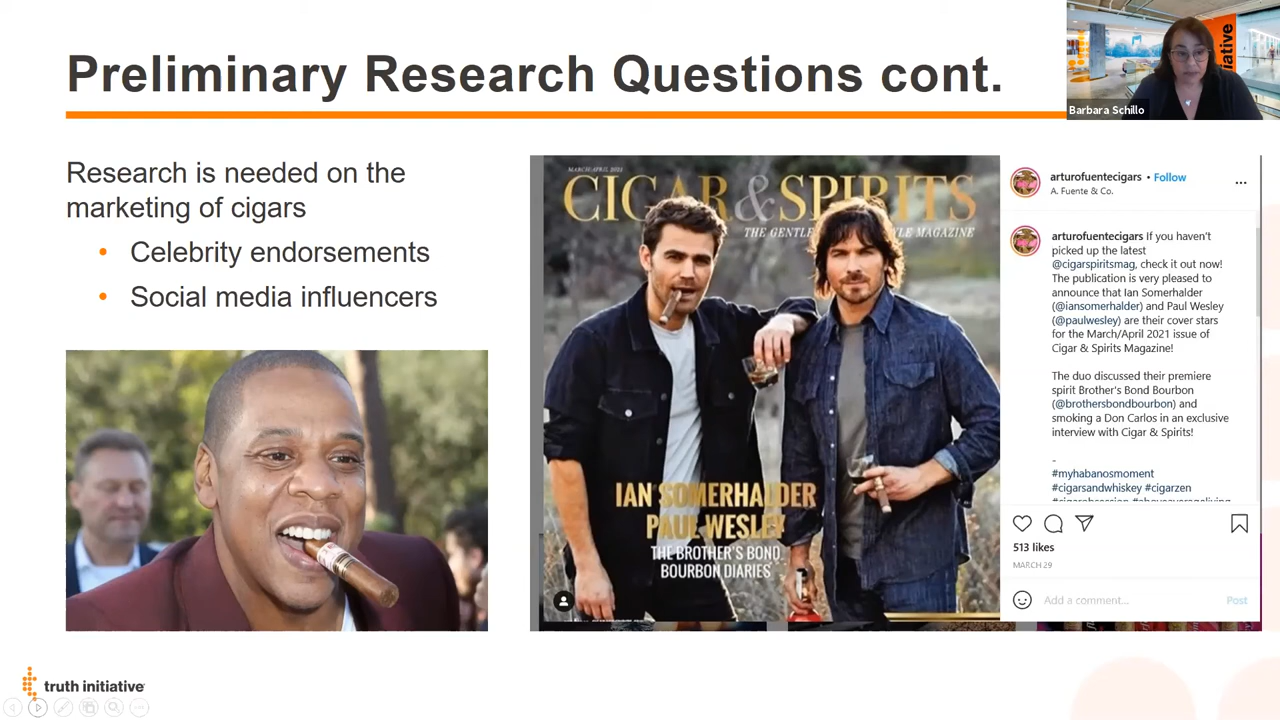 Preliminary Research Questions cont.
Barbara Schillo
Research is needed on the
marketing of cigars
• Celebrity endorsements
• Social media influencers
MARCH/APRIL 2021
CIGAR & SPIRITS
MAGAZINE
IAN SOMERHALDER
PAUL WESLEY
THE BROTHER'S BOND
BOURBON DIARIES
arturofuentecigars • Follow
A. Fuente & Co.
arturofuentecigars If you haven't
picked up the latest
@cigarspiritsmag, check it out now!
The publication is very pleased to
announce that Ian Somerhalder
(@iansomerhalder) and Paul Wesley
(@paulwesley) are their cover stars
for the March/April 2021 issue of
Cigar & Spirits Magazine!
The duo discussed their premiere
spirit Brother's Bond Bourbon
(@brothersbondbourbon) and
smoking a Don Carlos in an exclusive
interview with Cigar & Spirits!
-
#myhabanosmoment
#cigarsandwhiskey #cigarzen
513 likes
MARCH 29
Add a comment...
Post
truth initiative